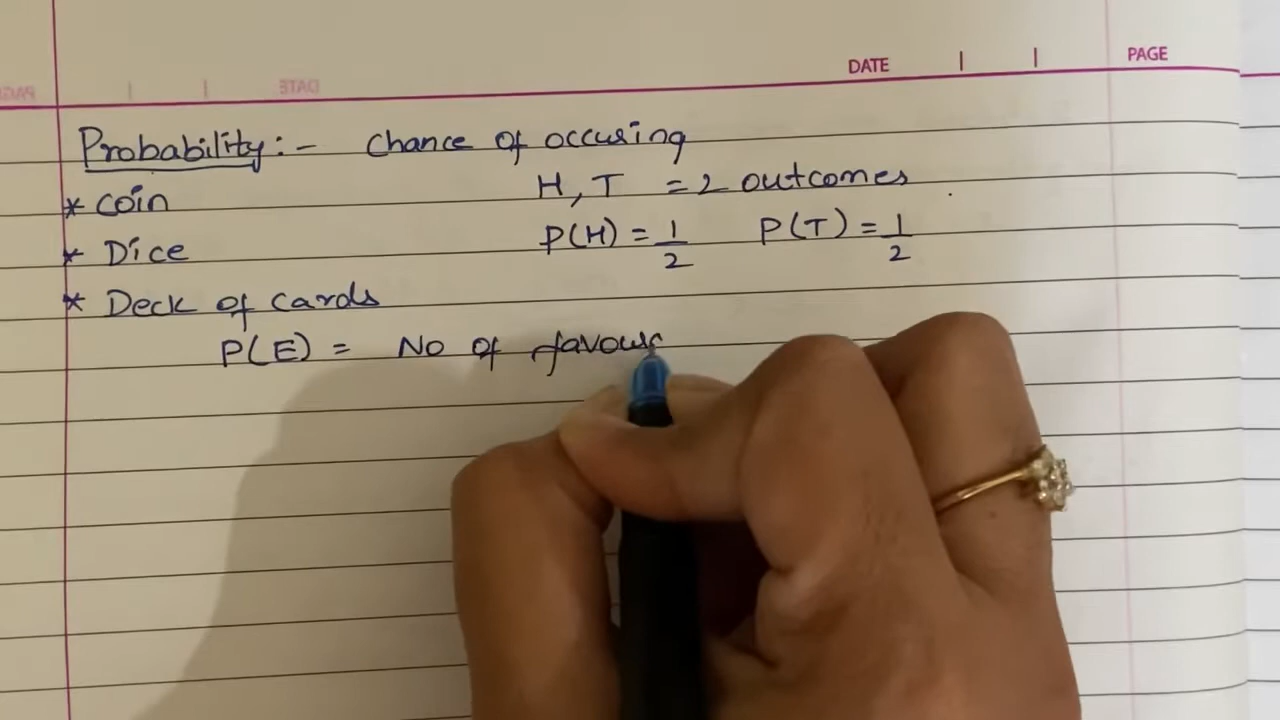 DATE PAGE
Probability:- Chance of occuring
* coin H, T = 2 outcomes
* Dice P(H) = 1/2 P(T) = 1/2
* Deck of cards
P(E) = No of favour